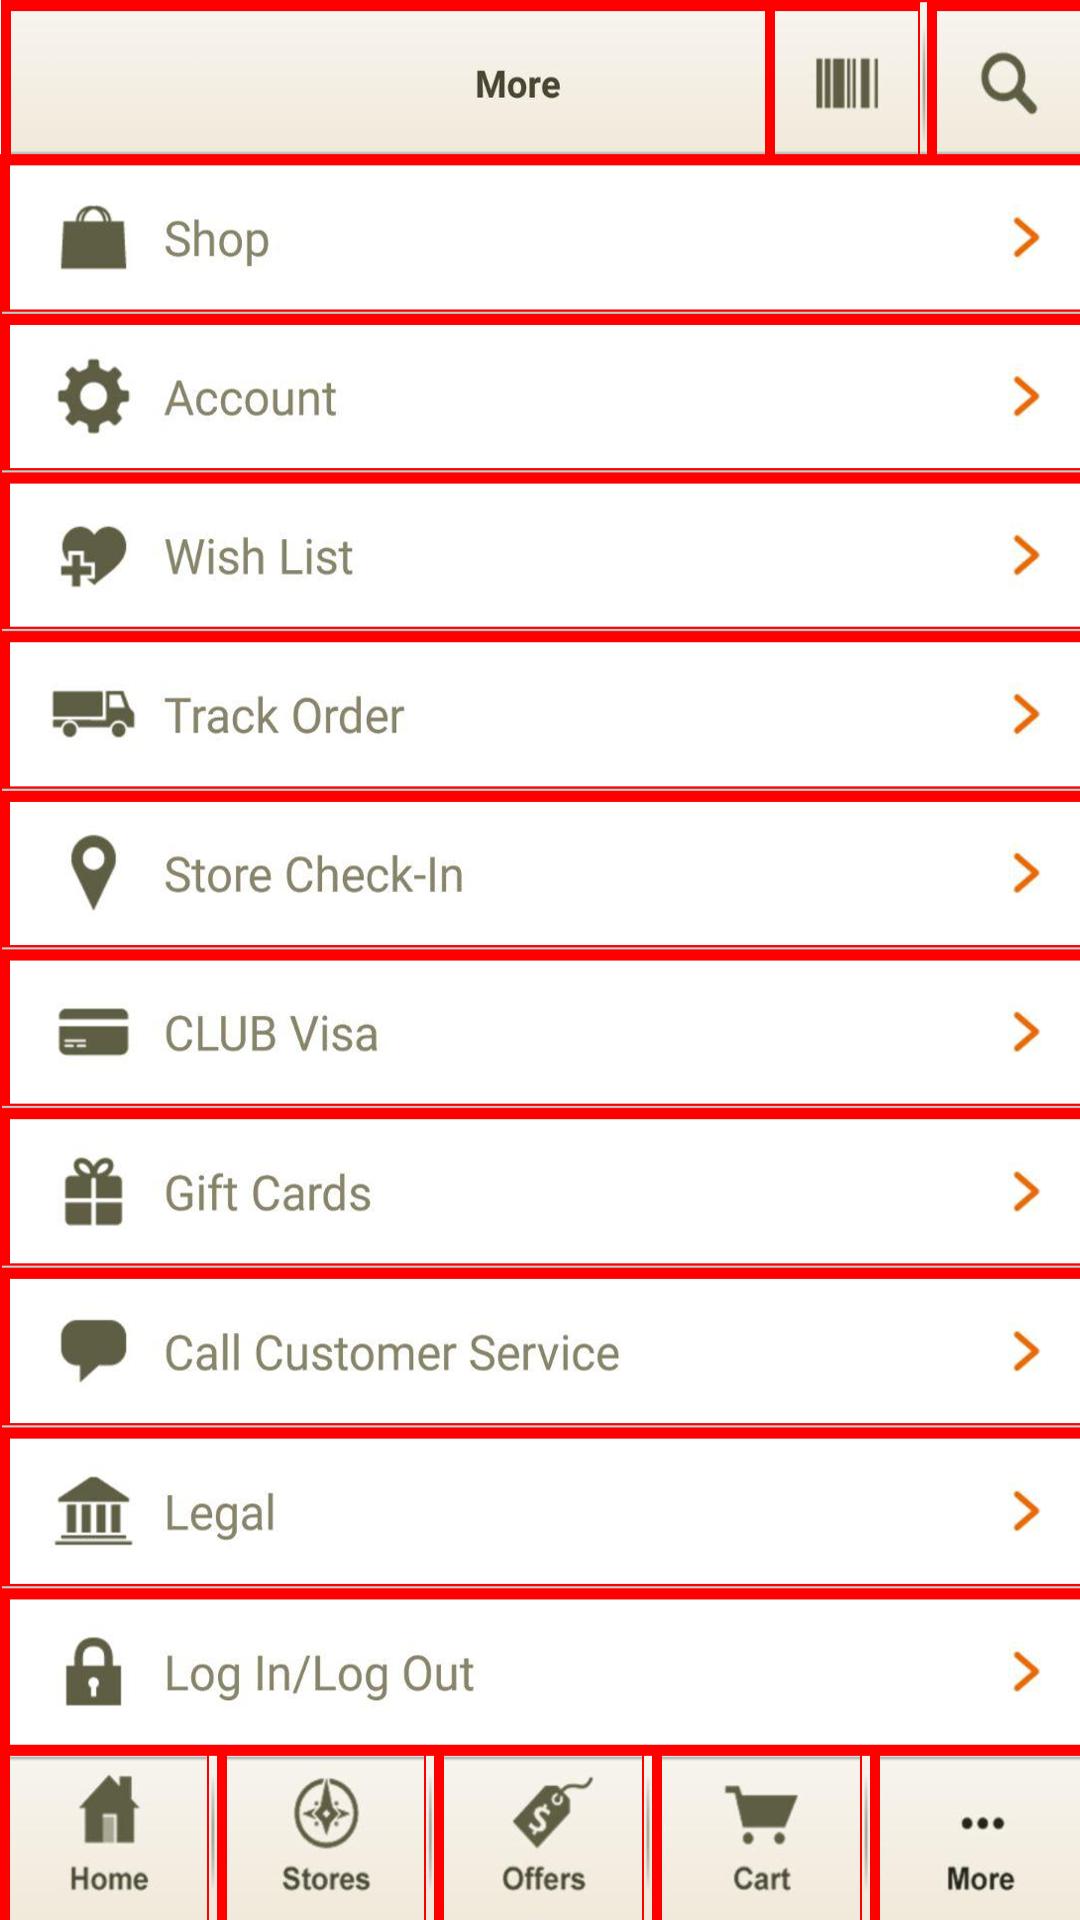 More
Shop
Account
Wish List
Track Order
Store Check-In
CLUB Visa
Gift Cards
Call Customer Service
Legal
Log In/Log Out
Home Stores Offers Cart More